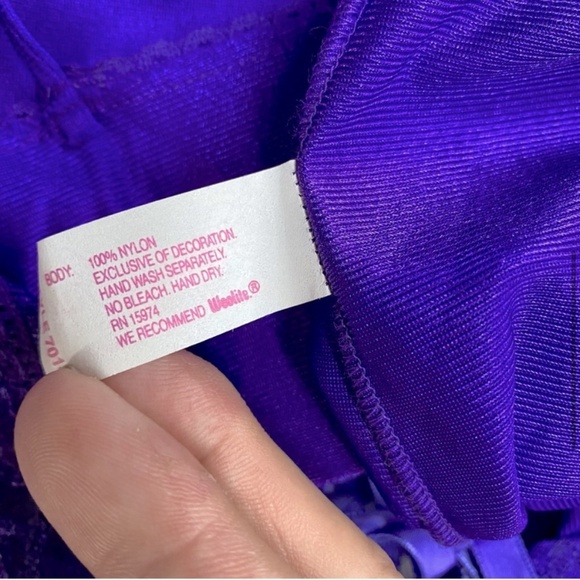 BODY: 100% NYLON
EXCLUSIVE OF DECORATION.
HAND WASH SEPARATELY.
NO BLEACH. HAND DRY.
RN 15974
WE RECOMMEND Woolite.®